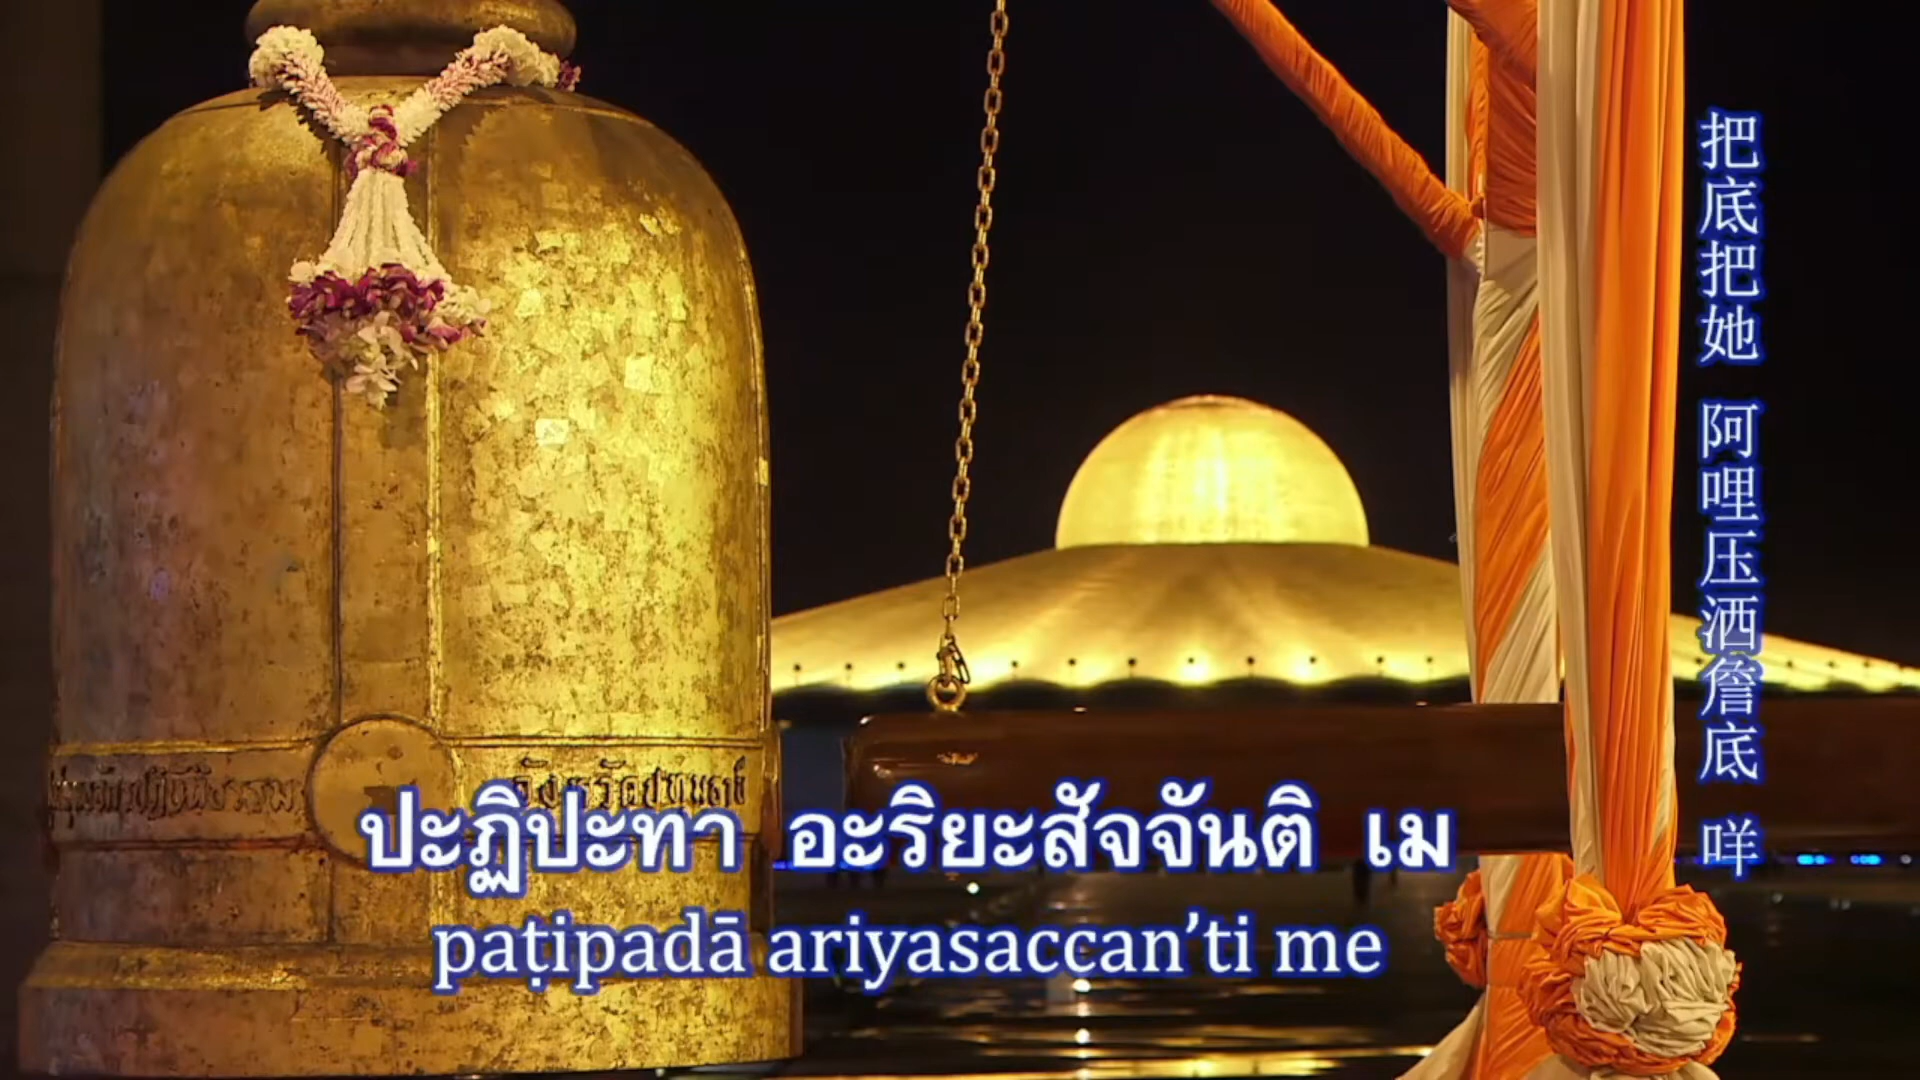 ปะฏิปะทา อะริยะสัจจันติ เม
paṭipadā ariyasaccan’ti me
把底把她 阿哩压洒詹底 咩